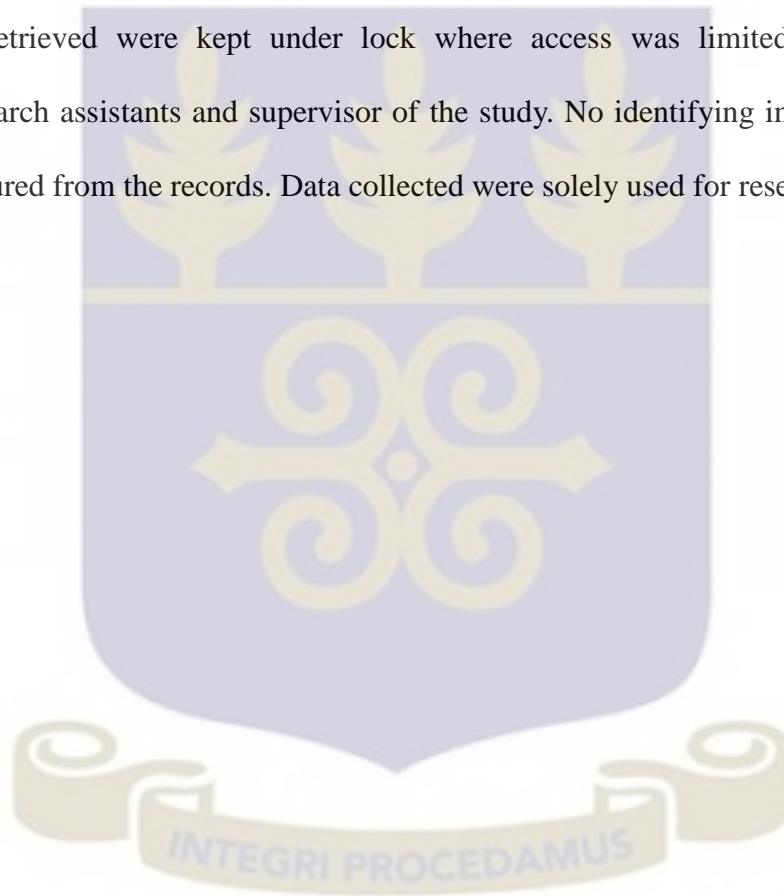 etrieved were kept under lock where access was limited
arch assistants and supervisor of the study. No identifying in
ured from the records. Data collected were solely used for rese
INTEGRI PROCEDAMUS